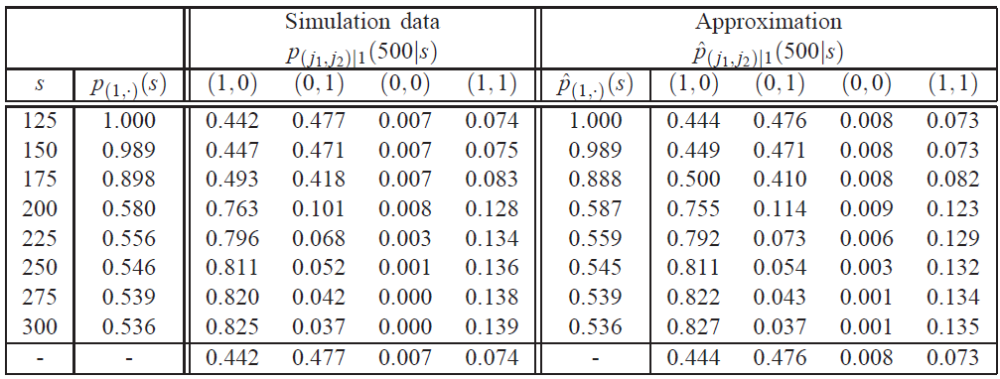 Simulation data Approximation
p(j1,j2)|1(500|s) p̂(j1,j2)|1(500|s)
s p(1,·)(s) (1,0) (0,1) (0,0) (1,1) p̂(1,·)(s) (1,0) (0,1) (0,0) (1,1)
125 1.000 0.442 0.477 0.007 0.074 1.000 0.444 0.476 0.008 0.073
150 0.989 0.447 0.471 0.007 0.075 0.989 0.449 0.471 0.008 0.073
175 0.898 0.493 0.418 0.007 0.083 0.888 0.500 0.410 0.008 0.082
200 0.580 0.763 0.101 0.008 0.128 0.587 0.755 0.114 0.009 0.123
225 0.556 0.796 0.068 0.003 0.134 0.559 0.792 0.073 0.006 0.129
250 0.546 0.811 0.052 0.001 0.136 0.545 0.811 0.054 0.003 0.132
275 0.539 0.820 0.042 0.000 0.138 0.539 0.822 0.043 0.001 0.134
300 0.536 0.825 0.037 0.000 0.139 0.536 0.827 0.037 0.001 0.135
- - 0.442 0.477 0.007 0.074 - 0.444 0.476 0.008 0.073